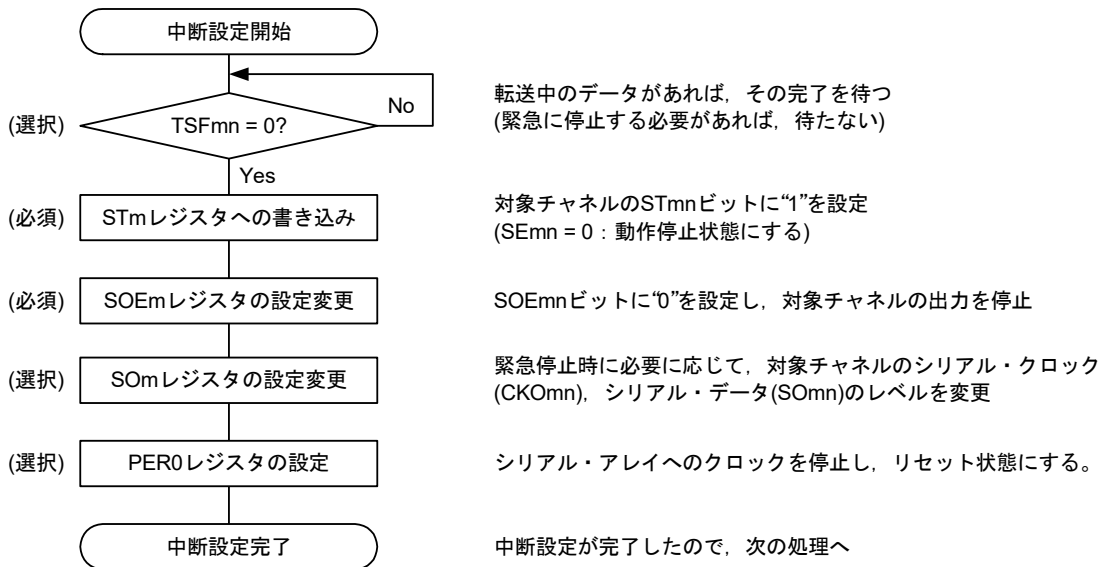 中断設定開始
(選択)
TSFmn = 0?
No
転送中のデータがあれば，その完了を待つ
(緊急に停止する必要があれば，待たない)
Yes
(必須)
STmレジスタへの書き込み
対象チャネルのSTmnビットに“1”を設定
(SEmn = 0：動作停止状態にする)
(必須)
SOEmレジスタの設定変更
SOEmnビットに“0”を設定し，対象チャネルの出力を停止
(選択)
SOmレジスタの設定変更
緊急停止時に必要に応じて，対象チャネルのシリアル・クロック
(CKOmn)，シリアル・データ(SOmn)のレベルを変更
(選択)
PER0レジスタの設定
シリアル・アレイへのクロックを停止し，リセット状態にする。
中断設定完了
中断設定が完了したので，次の処理へ